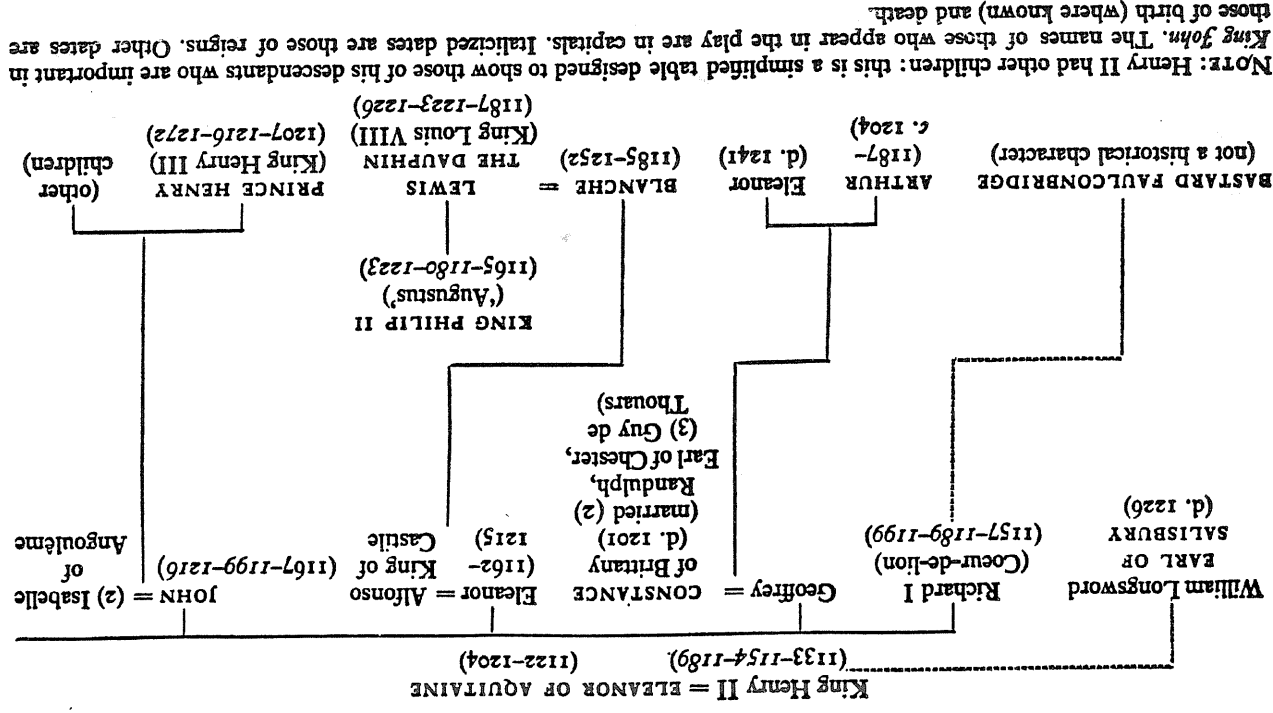 King Henry II = ELEANOR OF AQUITAINE
(1133–1154–1189). (1122–1204)
William Longsword
EARL OF
SALISBURY
(d. 1226)
Richard I
(Coeur-de-lion)
(1157–1189–1199)
Geoffrey = CONSTANCE
of Brittany
(d. 1201)
(married (2)
Randulph,
Earl of Chester,
(3) Guy de
Thouars)
Eleanor = Alfonso
(1162– King of
1215) Castile
JOHN = (2) Isabelle
(1167–1199–1216) of
Angoulême
KING PHILIP II
('Augustus')
(1165–1180–1223)
BASTARD FAULCONBRIDGE
(not a historical character)
ARTHUR
(1187–
c. 1204)
Eleanor
(d. 1241)
BLANCHE =
(1185–1252)
LEWIS
THE DAUPHIN
(King Louis VIII)
(1187–1223–1226)
PRINCE HENRY
(King Henry III)
(1207–1216–1272)
(other
children)
NOTE: Henry II had other children: this is a simplified table designed to show those of his descendants who are important in
King John. The names of those who appear in the play are in capitals. Italicized dates are those of reigns. Other dates are
those of birth (where known) and death.